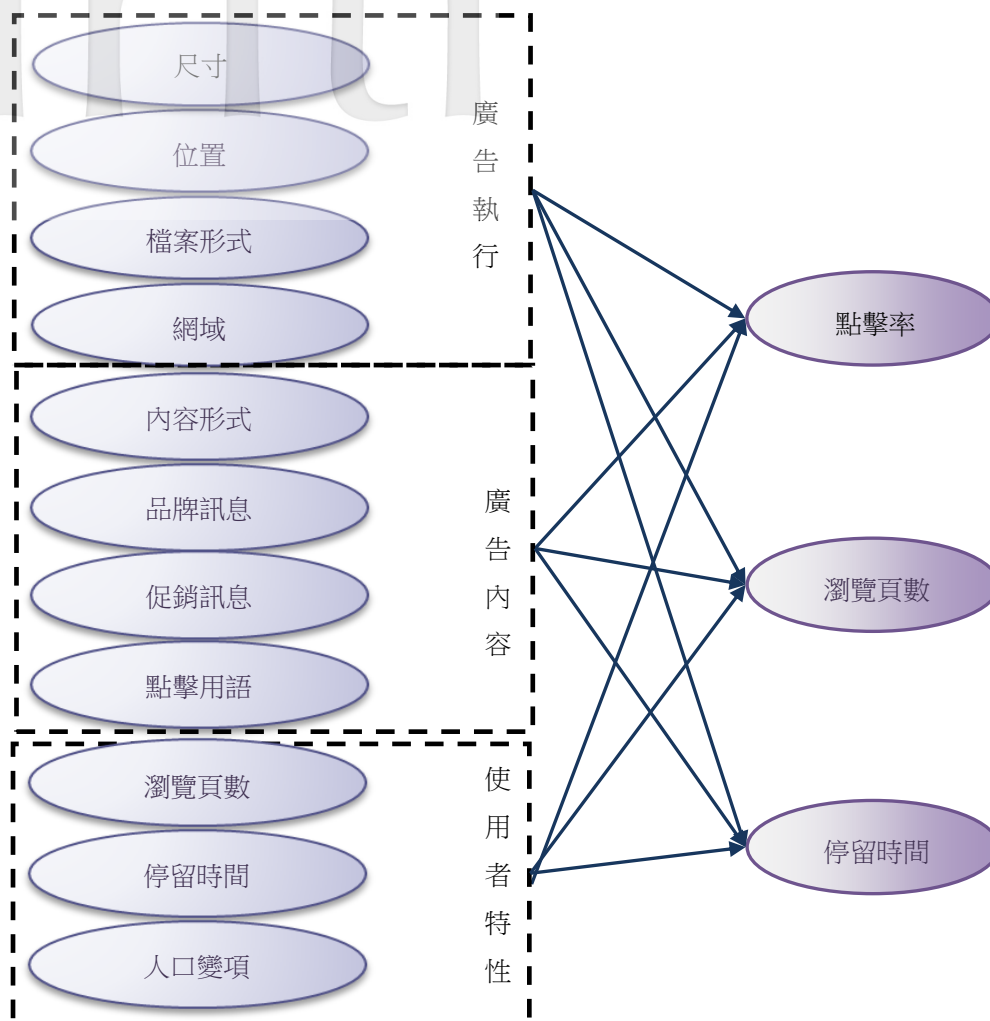 尺寸
位置
檔案形式
網域
廣告執行
內容形式
品牌訊息
促銷訊息
點擊用語
廣告內容
瀏覽頁數
停留時間
人口變項
使用者特性
點擊率
瀏覽頁數
停留時間